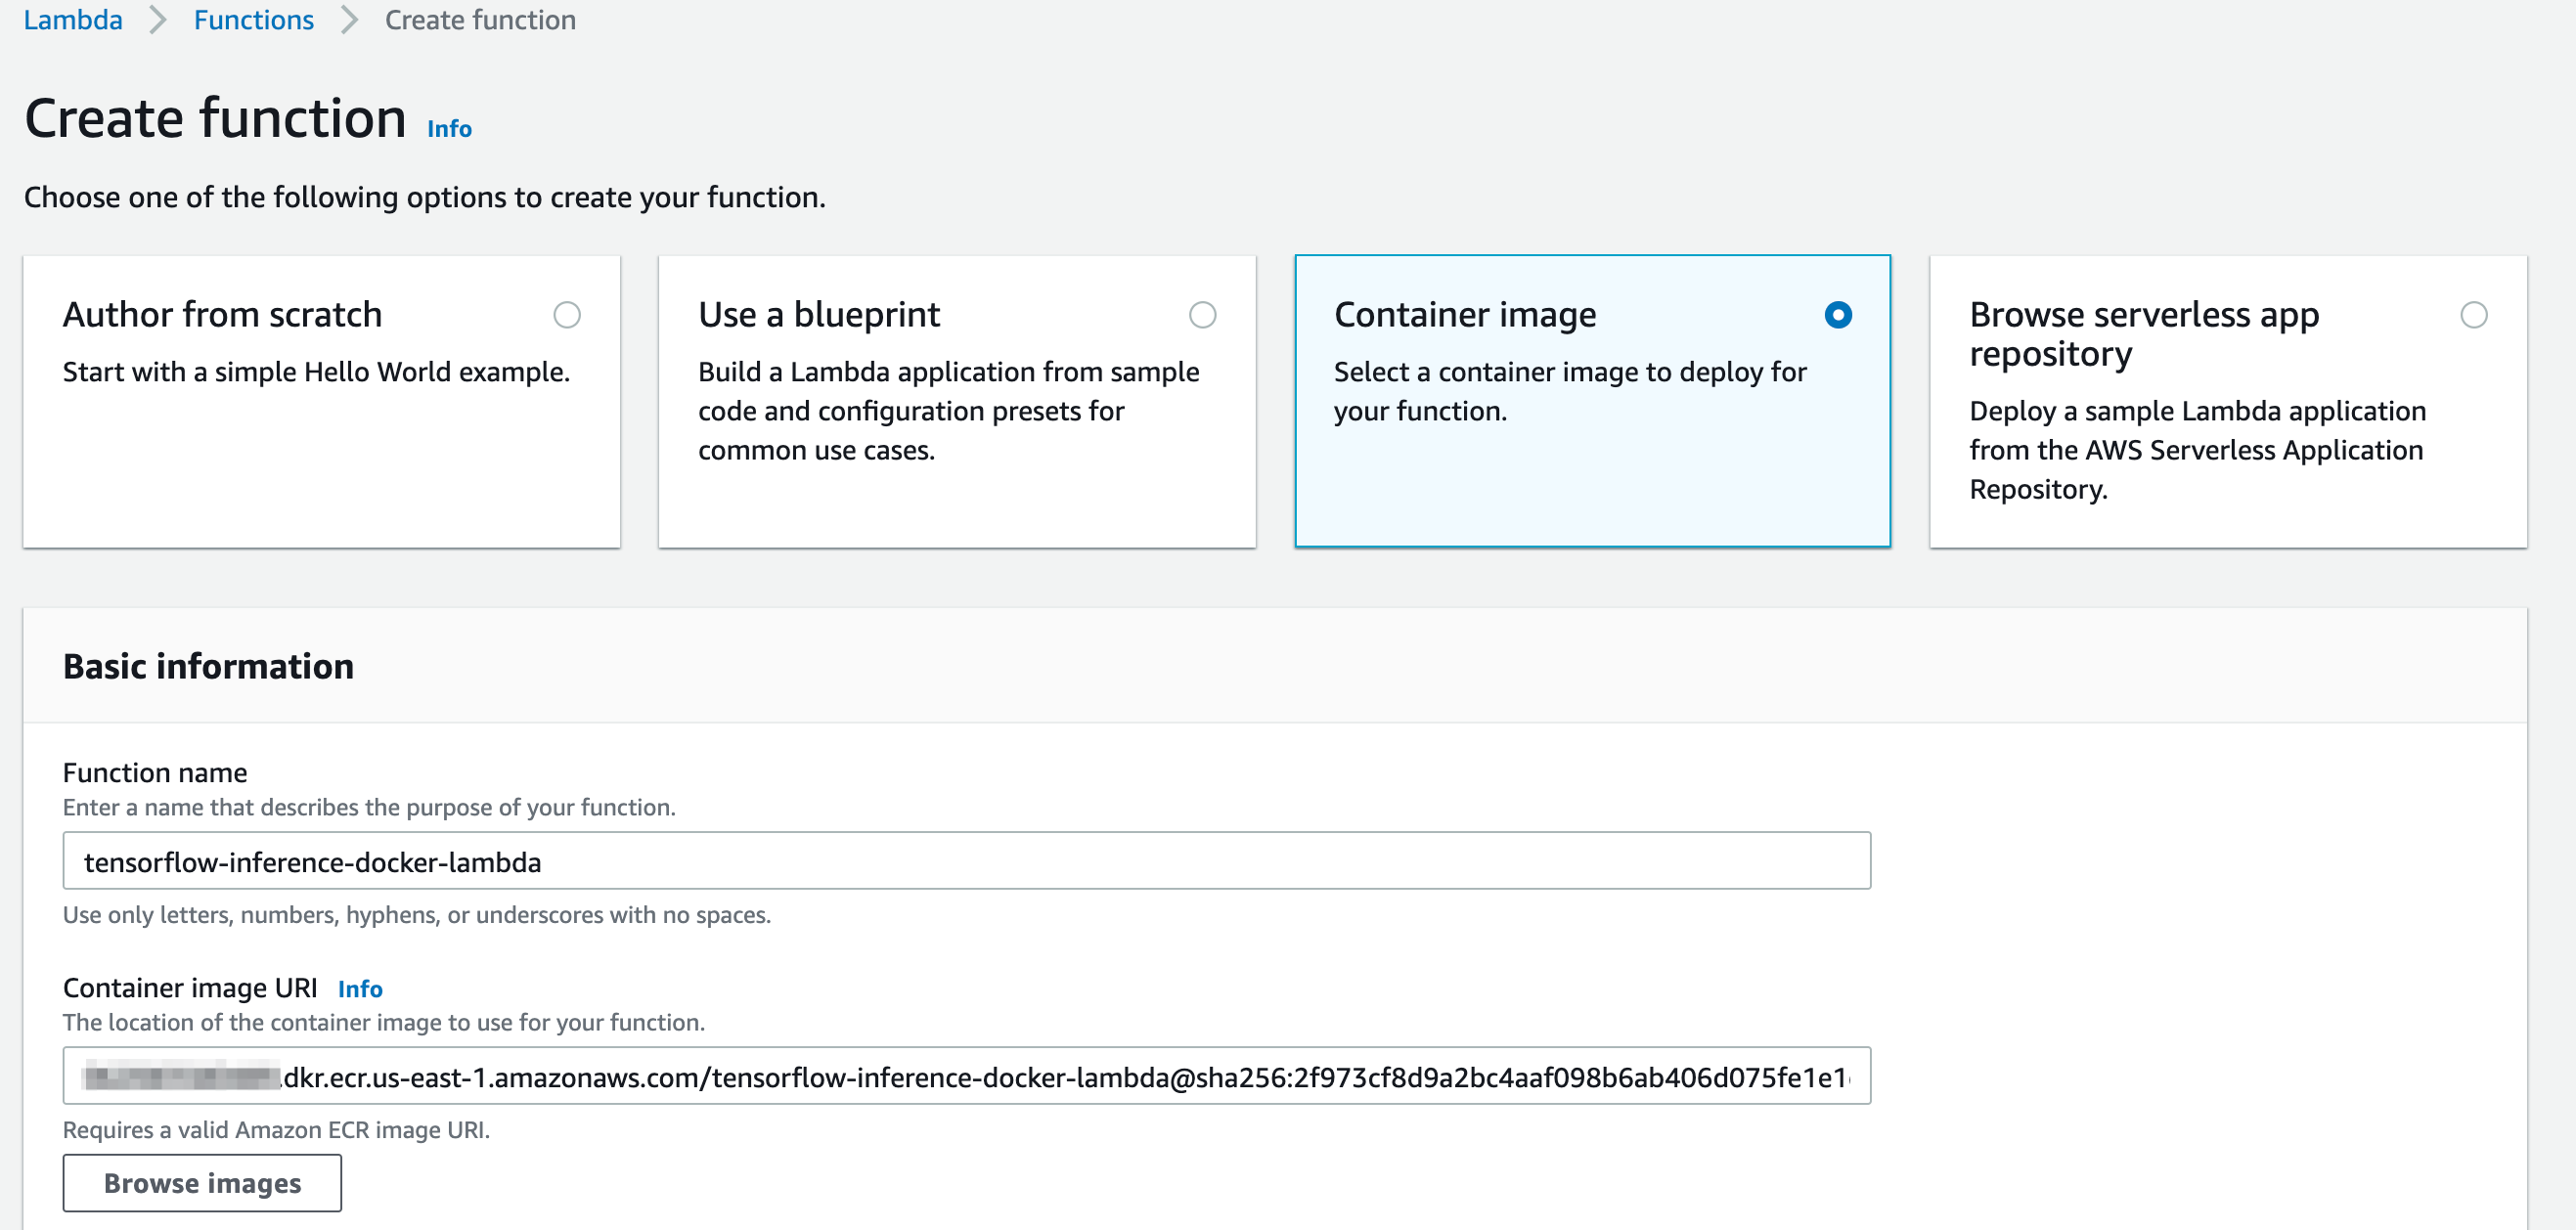 Lambda > Functions > Create function
Create function Info
Choose one of the following options to create your function.
Author from scratch
Start with a simple Hello World example.
Use a blueprint
Build a Lambda application from sample
code and configuration presets for
common use cases.
Container image
Select a container image to deploy for
your function.
Browse serverless app
repository
Deploy a sample Lambda application
from the AWS Serverless Application
Repository.
Basic information
Function name
Enter a name that describes the purpose of your function.
tensorflow-inference-docker-lambda
Use only letters, numbers, hyphens, or underscores with no spaces.
Container image URI Info
The location of the container image to use for your function.
.dkr.ecr.us-east-1.amazonaws.com/tensorflow-inference-docker-lambda@sha256:2f973cf8d9a2bc4aaf098b6ab406d075fe1e1
Requires a valid Amazon ECR image URI.
Browse images